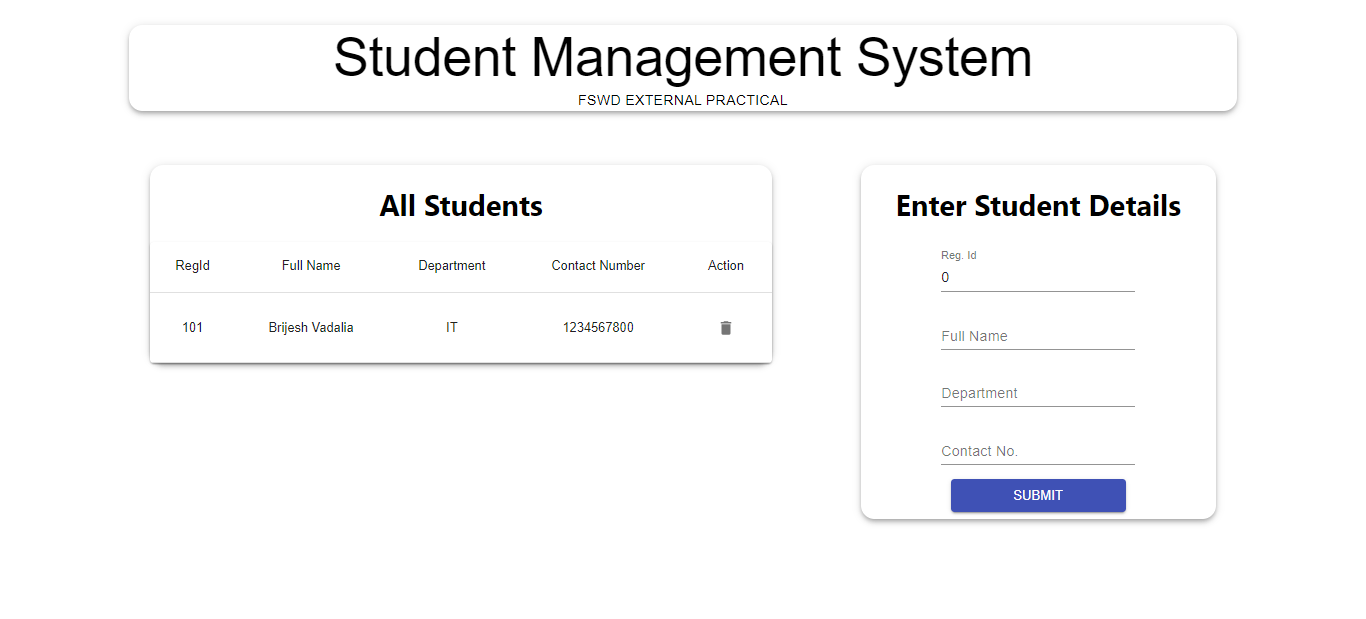 Student Management System
FSWD EXTERNAL PRACTICAL
All Students
RegId Full Name Department Contact Number Action
101 Brijesh Vadalia IT 1234567800
Enter Student Details
Reg. Id
0
Full Name
Department
Contact No.
SUBMIT